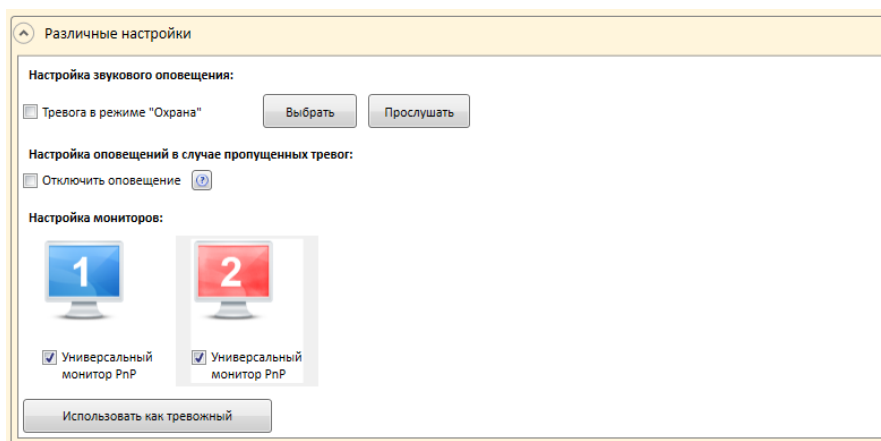 Различные настройки
Настройка звукового оповещения:
Тревога в режиме "Охрана" Выбрать Прослушать
Настройка оповещений в случае пропущенных тревог:
Отключить оповещение ?
Настройка мониторов:
1 2
Универсальный Универсальный
монитор PnP монитор PnP
Использовать как тревожный